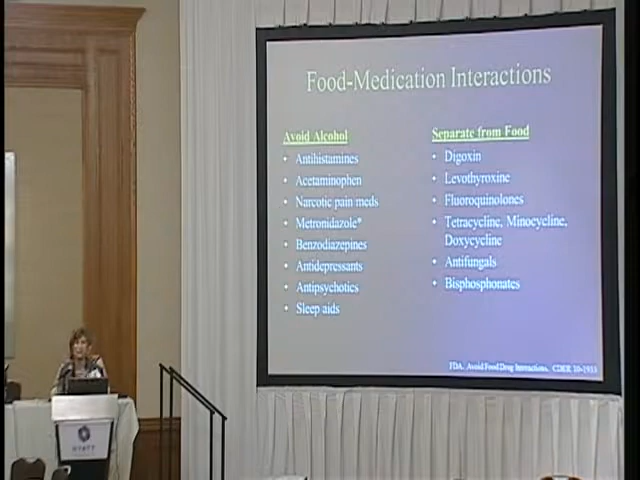 Food-Medication Interactions
Avoid Alcohol
• Antihistamines
• Acetaminophen
• Narcotic pain meds
• Metronidazole*
• Benzodiazepines
• Antidepressants
• Antipsychotics
• Sleep aids
Separate from Food
• Digoxin
• Levothyroxine
• Fluoroquinolones
• Tetracycline, Minocycline,
Doxycycline
• Antifungals
• Bisphosphonates
FDA. Avoid Food Drug Interactions. CDER 10-1933
HYATT